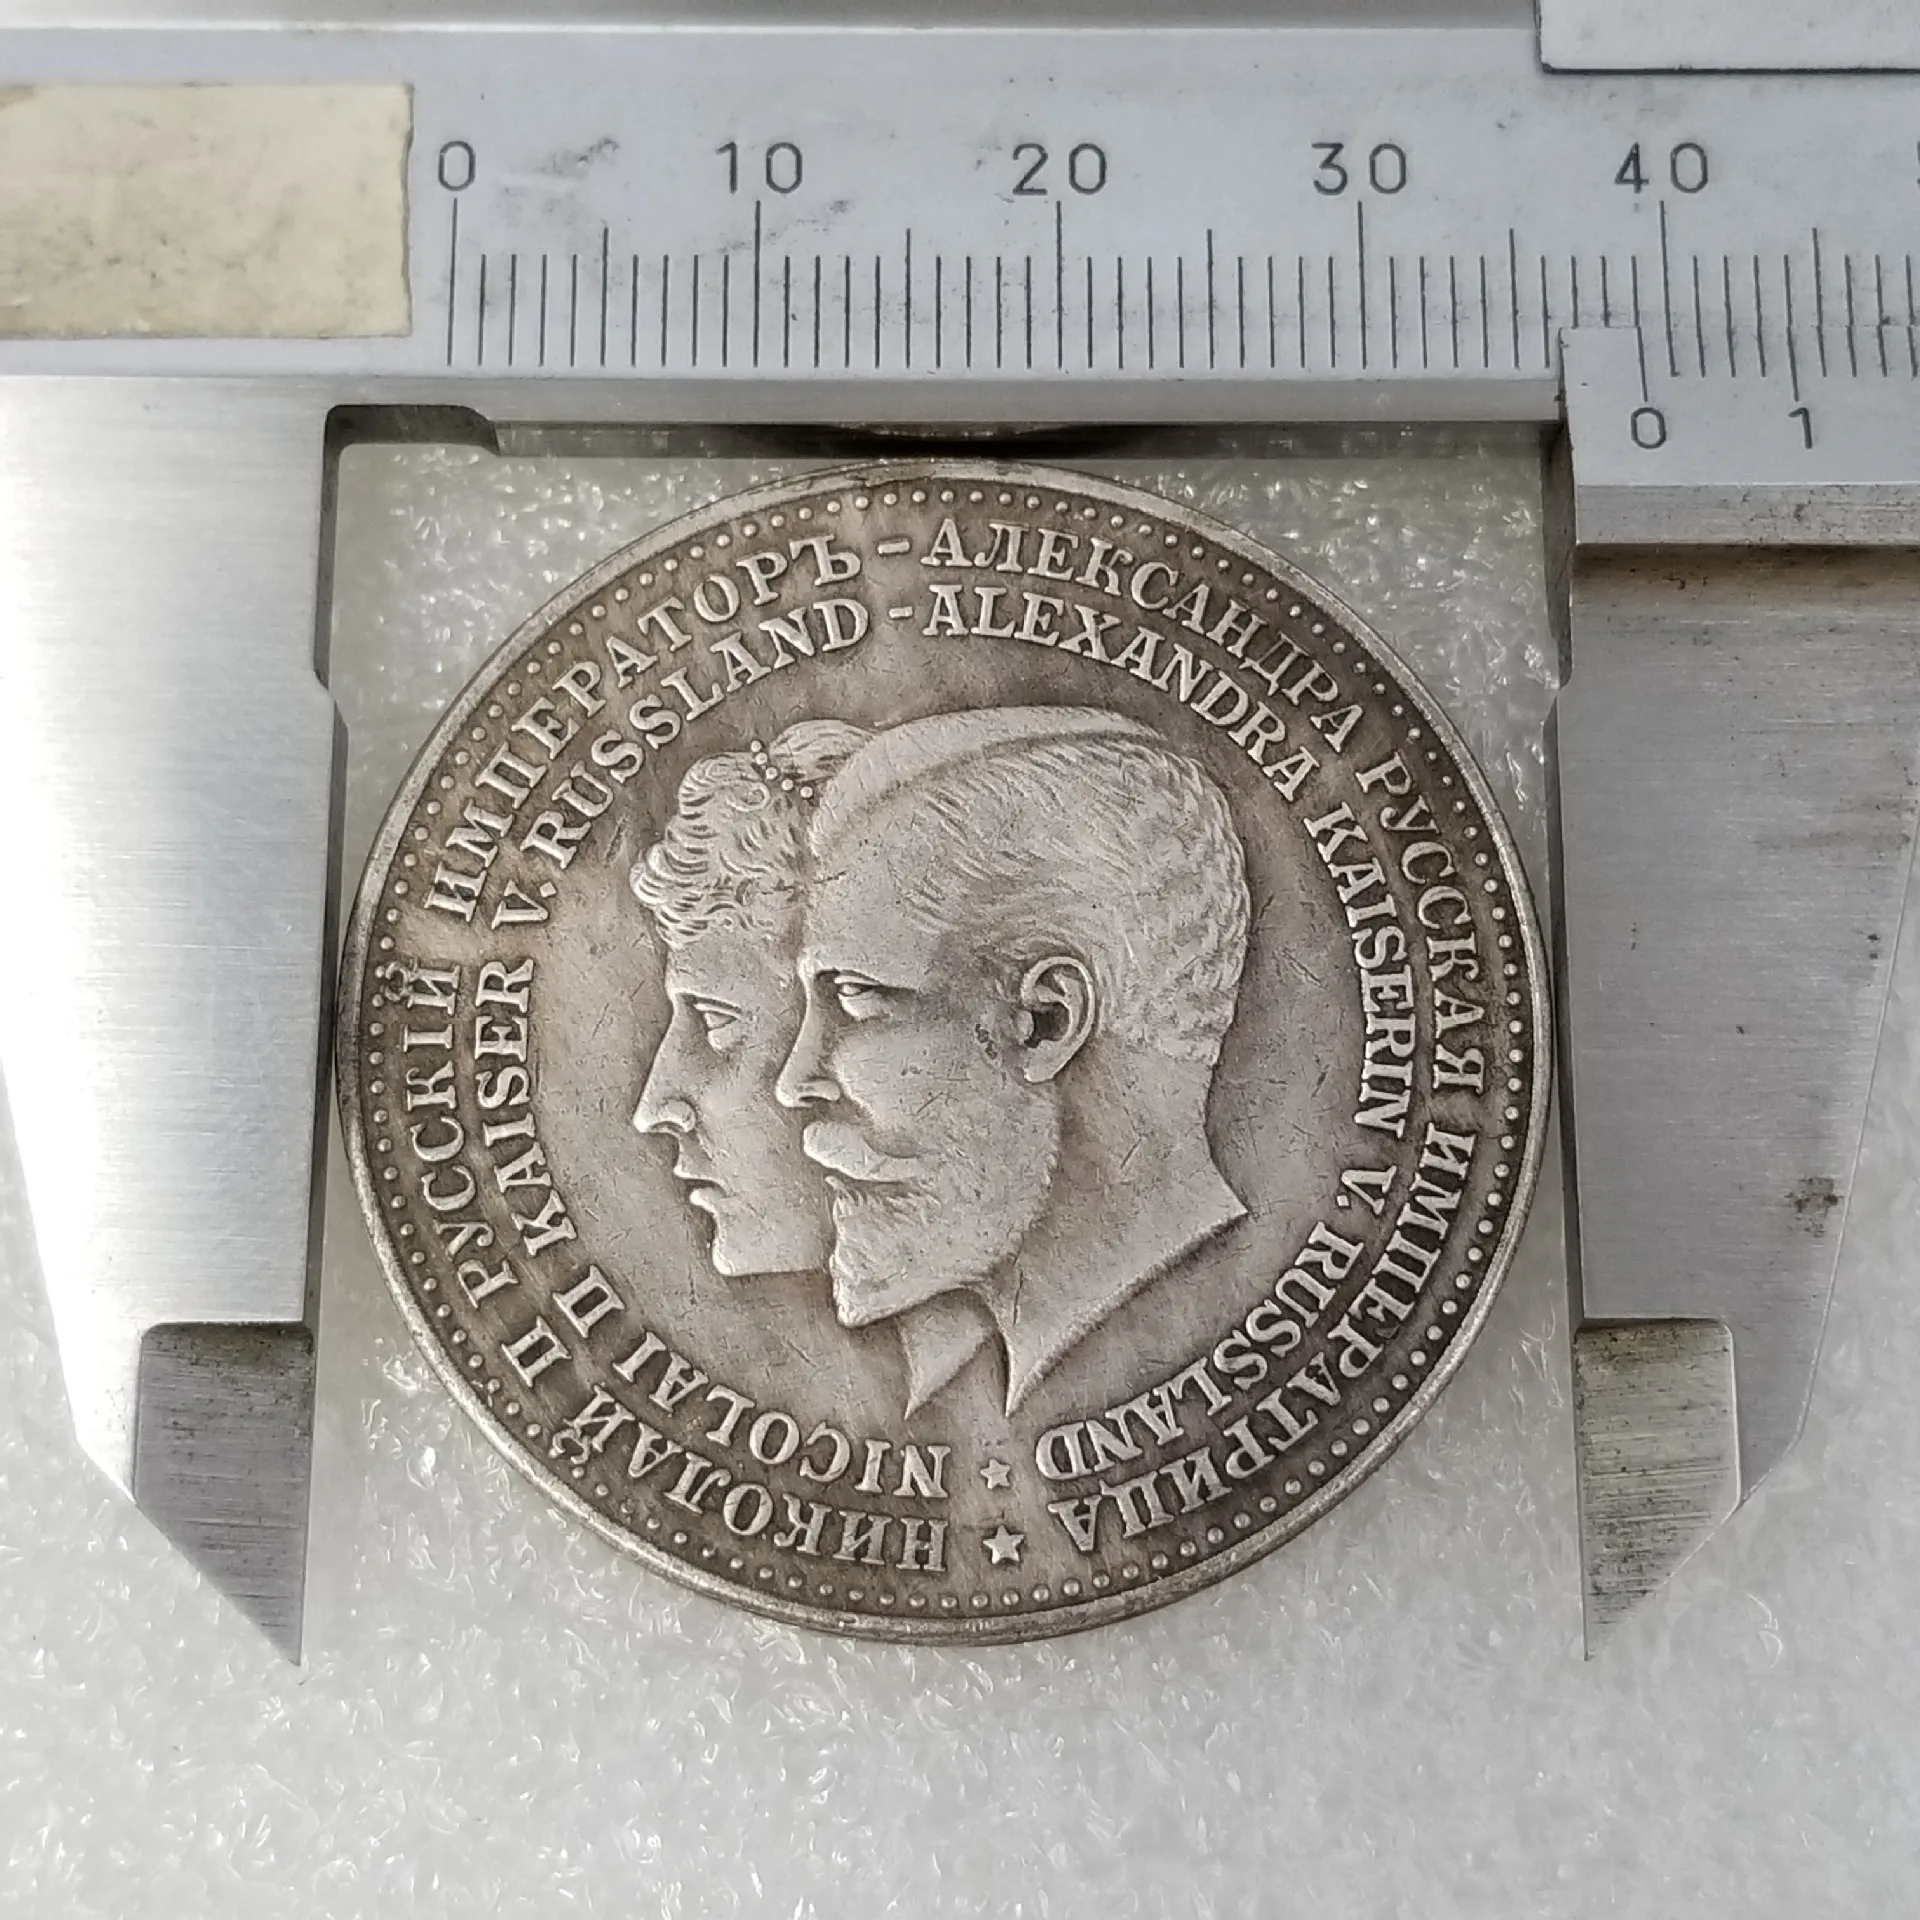 0 10 20 30 40
0 1
НИКОЛАЙ II РУССКІЙ ИМПЕРАТОРЪ - АЛЕКСАНДРА РУССКАЯ ИМПЕРАТРИЦА ★
NICOLAI II KAISER V. RUSSLAND - ALEXANDRA KAISERIN V. RUSSLAND ★